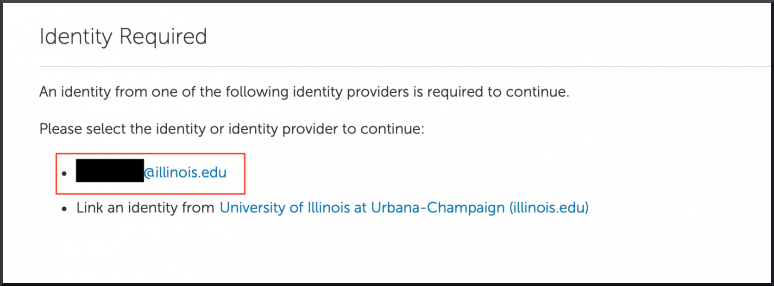 Identity Required
An identity from one of the following identity providers is required to continue.
Please select the identity or identity provider to continue:
• @illinois.edu
• Link an identity from University of Illinois at Urbana-Champaign (illinois.edu)